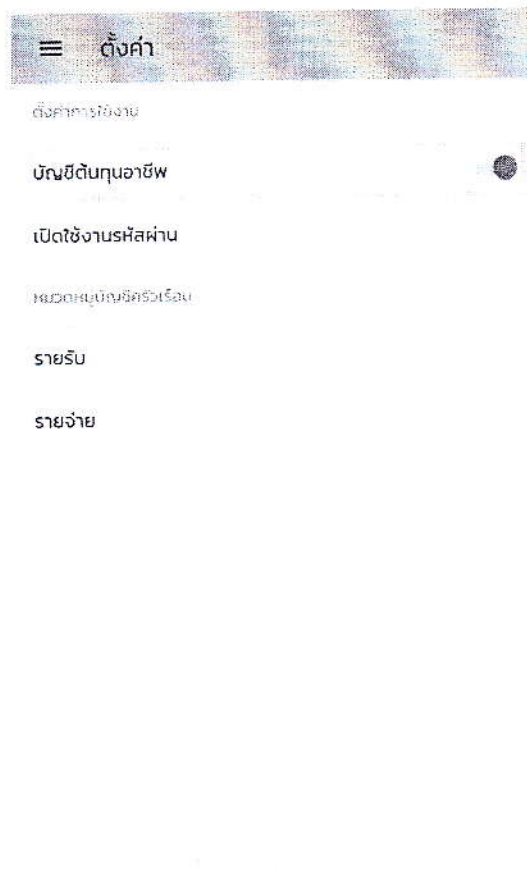 ตั้งค่า
ตั้งค่าการใช้งาน
บัญชีต้นทุนอาชีพ
เปิดใช้งานรหัสผ่าน
หมวดหมู่บัญชีครัวเรือน
รายรับ
รายจ่าย